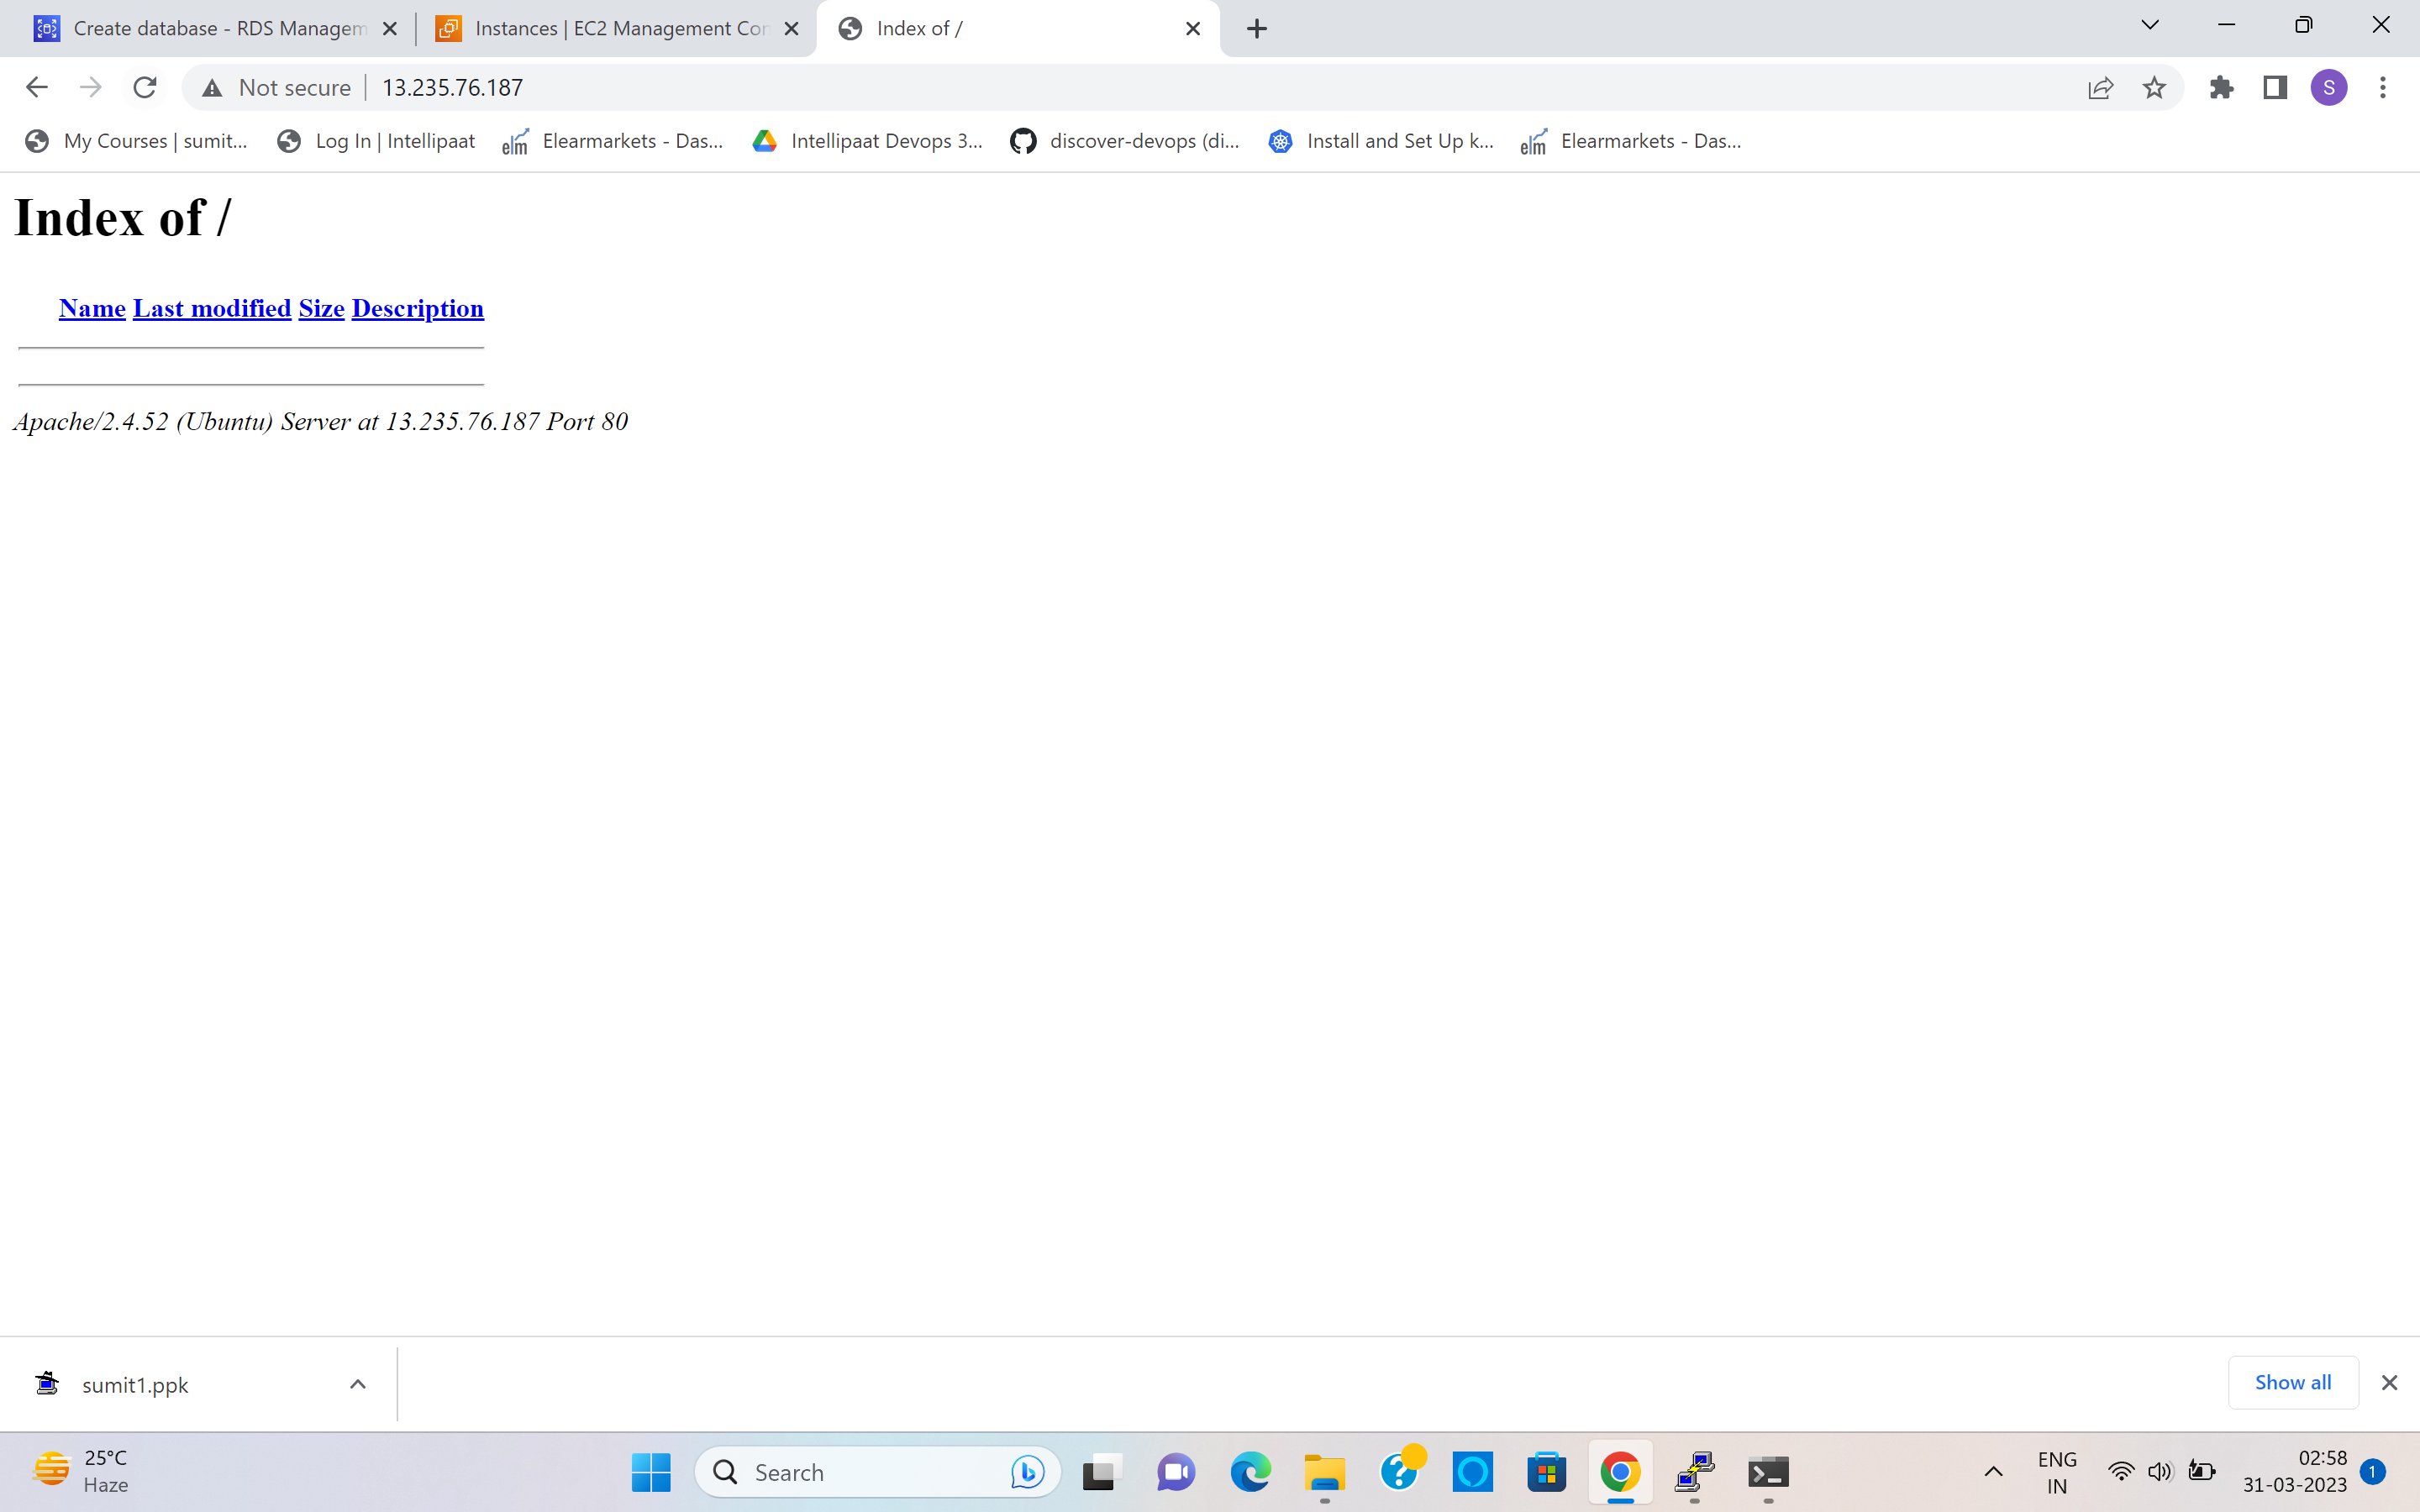 Create database - RDS Managem
Instances | EC2 Management Con
Index of /
Not secure 13.235.76.187
S
My Courses | sumit...
Log In | Intellipaat
elm Elearmarkets - Das...
Intellipaat Devops 3...
discover-devops (di...
Install and Set Up k...
elm Elearmarkets - Das...
Index of /
Name Last modified Size Description
Apache/2.4.52 (Ubuntu) Server at 13.235.76.187 Port 80
sumit1.ppk
Show all
25°C
Haze
Search
ENG
IN
02:58
31-03-2023
1